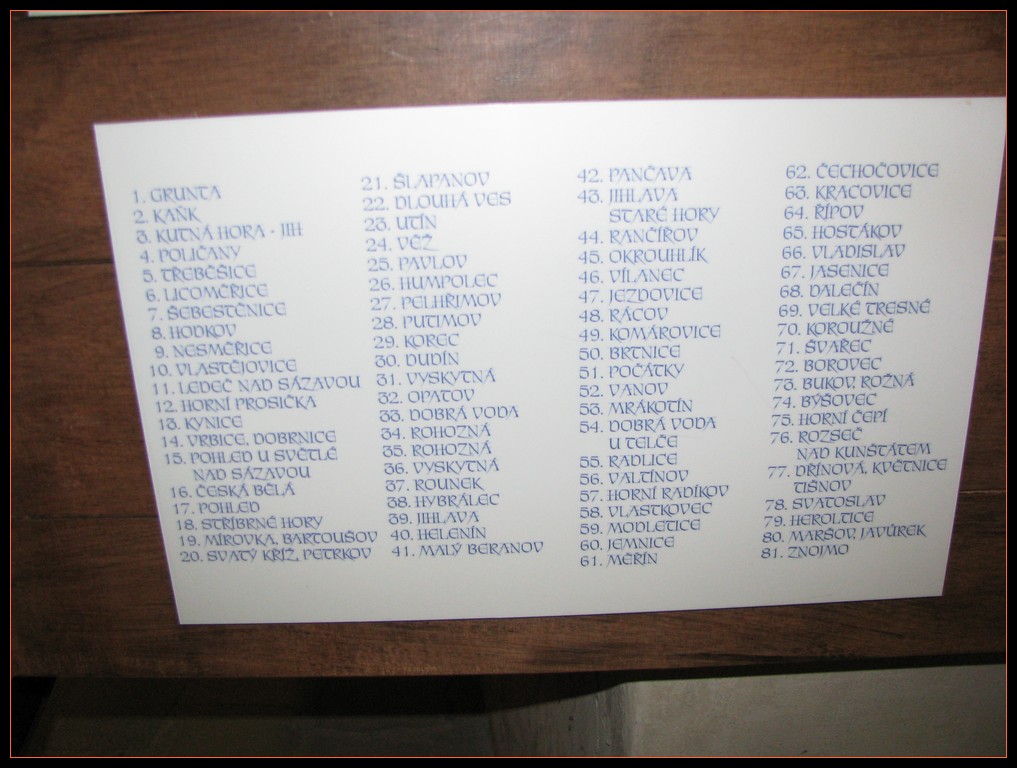 1. GRUNTA
2. KAŇK
3. KUTNÁ HORA - JIH
4. POLIČANY
5. TŘEBĚŠICE
6. LICOMĚŘICE
7. ŠEBESTĚNICE
8. HODKOV
9. NESMĚŘICE
10. VLASTĚJOVICE
11. LEDEČ NAD SÁZAVOU
12. HORNÍ PROSIČKA
13. KYNICE
14. VRBICE, DOBRNICE
15. POHLED U SVĚTLÉ
NAD SÁZAVOU
16. ČESKÁ BĚLÁ
17. POHLED
18. STŘÍBRNÉ HORY
19. MÍROVKA, BARTOUŠOV
20. SVATÝ KŘÍŽ, PETRKOV
21. ŠLAPANOV
22. DLOUHÁ VES
23. UTÍN
24. VĚŽ
25. PAVLOV
26. HUMPOLEC
27. PELHŘIMOV
28. PUTIMOV
29. KOREC
30. DUDÍN
31. VYSKYTNÁ
32. OPATOV
33. DOBRÁ VODA
34. ROHOZNÁ
35. ROHOZNÁ
36. VYSKYTNÁ
37. ROUNEK
38. HYBRÁLEC
39. JIHLAVA
40. HELENÍN
41. MALÝ BERANOV
42. PANČAVA
43. JIHLAVA
STARÉ HORY
44. RANČÍŘOV
45. OKROUHLÍK
46. VÍLANEC
47. JEZDOVICE
48. RÁCOV
49. KOMÁROVICE
50. BRTNICE
51. POČÁTKY
52. VANOV
53. MRÁKOTÍN
54. DOBRÁ VODA
U TELČE
55. RADLICE
56. VALTÍNOV
57. HORNÍ RADÍKOV
58. VLASTKOVEC
59. MODLETICE
60. JEMNICE
61. MĚŘÍN
62. ČECHOČOVICE
63. KRACOVICE
64. ŘÍPOV
65. HOSTÁKOV
66. VLADISLAV
67. JASENICE
68. DALEČÍN
69. VELKÉ TRESNÉ
70. KOROUŽNÉ
71. ŠVAŘEC
72. BOROVEC
73. BUKOV, ROŽNÁ
74. BÝŠOVEC
75. HORNÍ ČEPÍ
76. ROZSEČ
NAD KUNŠTÁTEM
77. DŘÍNOVÁ, KVĚTNICE
TIŠNOV
78. SVATOSLAV
79. HEROLTICE
80. MARŠOV, JAVŮREK
81. ZNOJMO